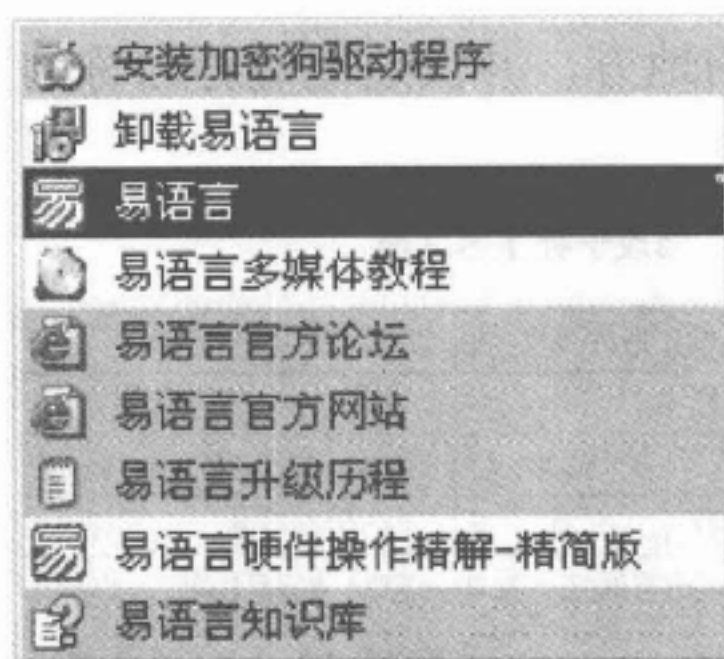 安装加密狗驱动程序
卸载易语言
易语言
易语言多媒体教程
易语言官方论坛
易语言官方网站
易语言升级历程
易语言硬件操作精解-精简版
易语言知识库